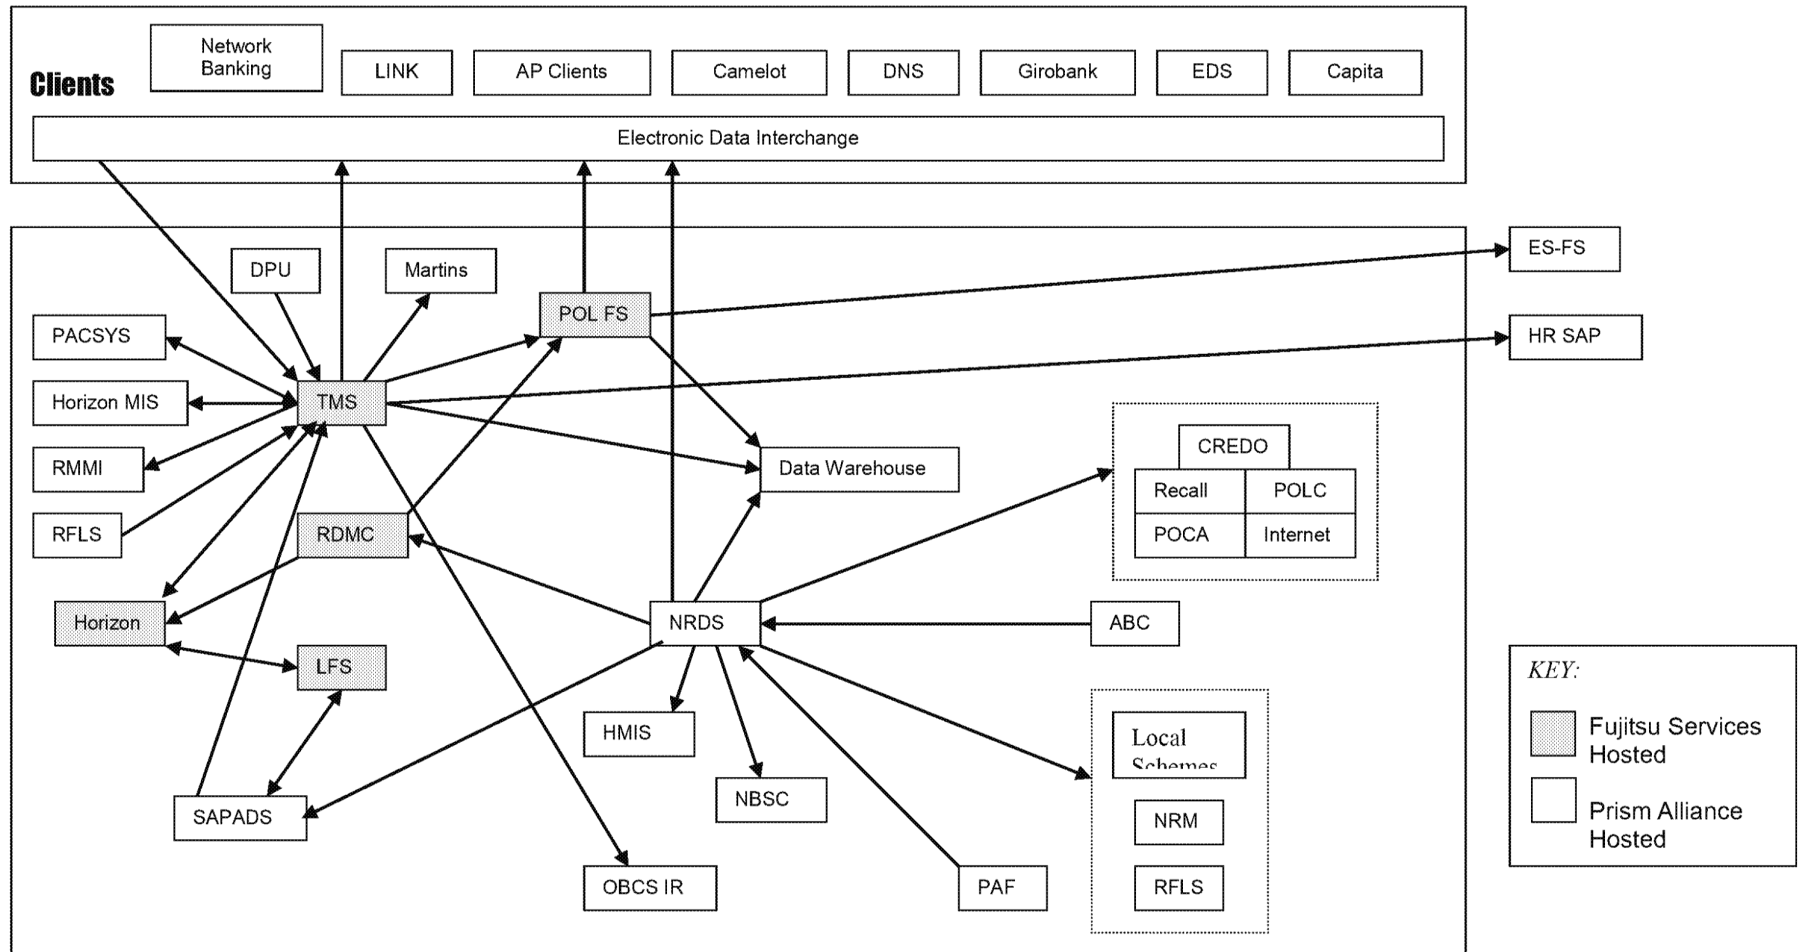 Network
Banking
LINK
AP Clients
Camelot
DNS
Girobank
EDS
Capita
Clients
Electronic Data Interchange
DPU
Martins
ES-FS
POL FS
PACSYS
HR SAP
Horizon MIS
TMS
RMMI
Data Warehouse
CREDO
Recall
POLC
POCA
Internet
RFLS
RDMC
Horizon
NRDS
ABC
LFS
KEY:
Fujitsu Services
Hosted
Prism Alliance
Hosted
HMIS
Local
Schemes
NBSC
SAPADS
NRM
OBCS IR
PAF
RFLS